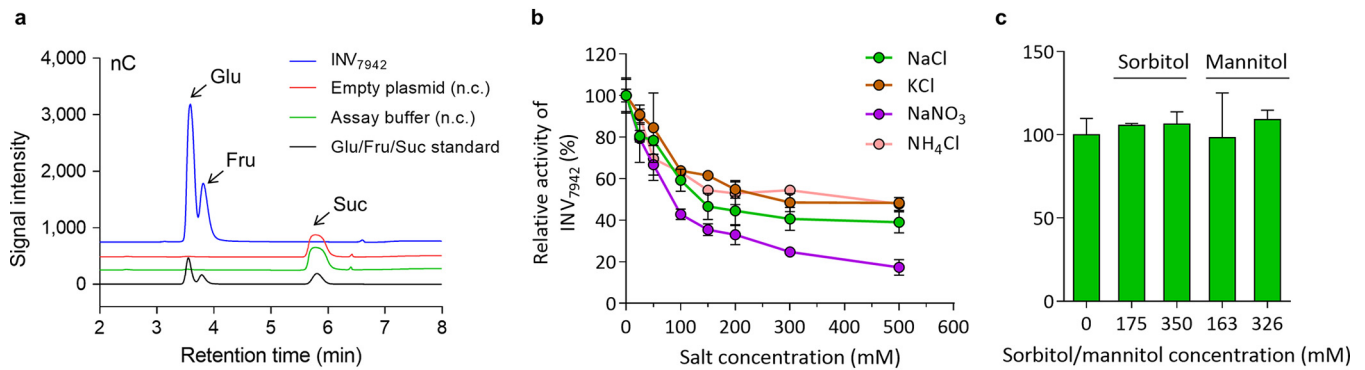 a
nC
4,000
3,000
2,000
1,000
0
Signal intensity
Glu
Fru
Suc
INV7942
Empty plasmid (n.c.)
Assay buffer (n.c.)
Glu/Fru/Suc standard
2 3 4 5 6 7 8
Retention time (min)
b
120
100
80
60
40
20
0
Relative activity of
INV7942 (%)
NaCl
KCl
NaNO3
NH4Cl
0 100 200 300 400 500 600
Salt concentration (mM)
c
150
100
50
0
Sorbitol Mannitol
0 175 350 163 326
Sorbitol/mannitol concentration (mM)